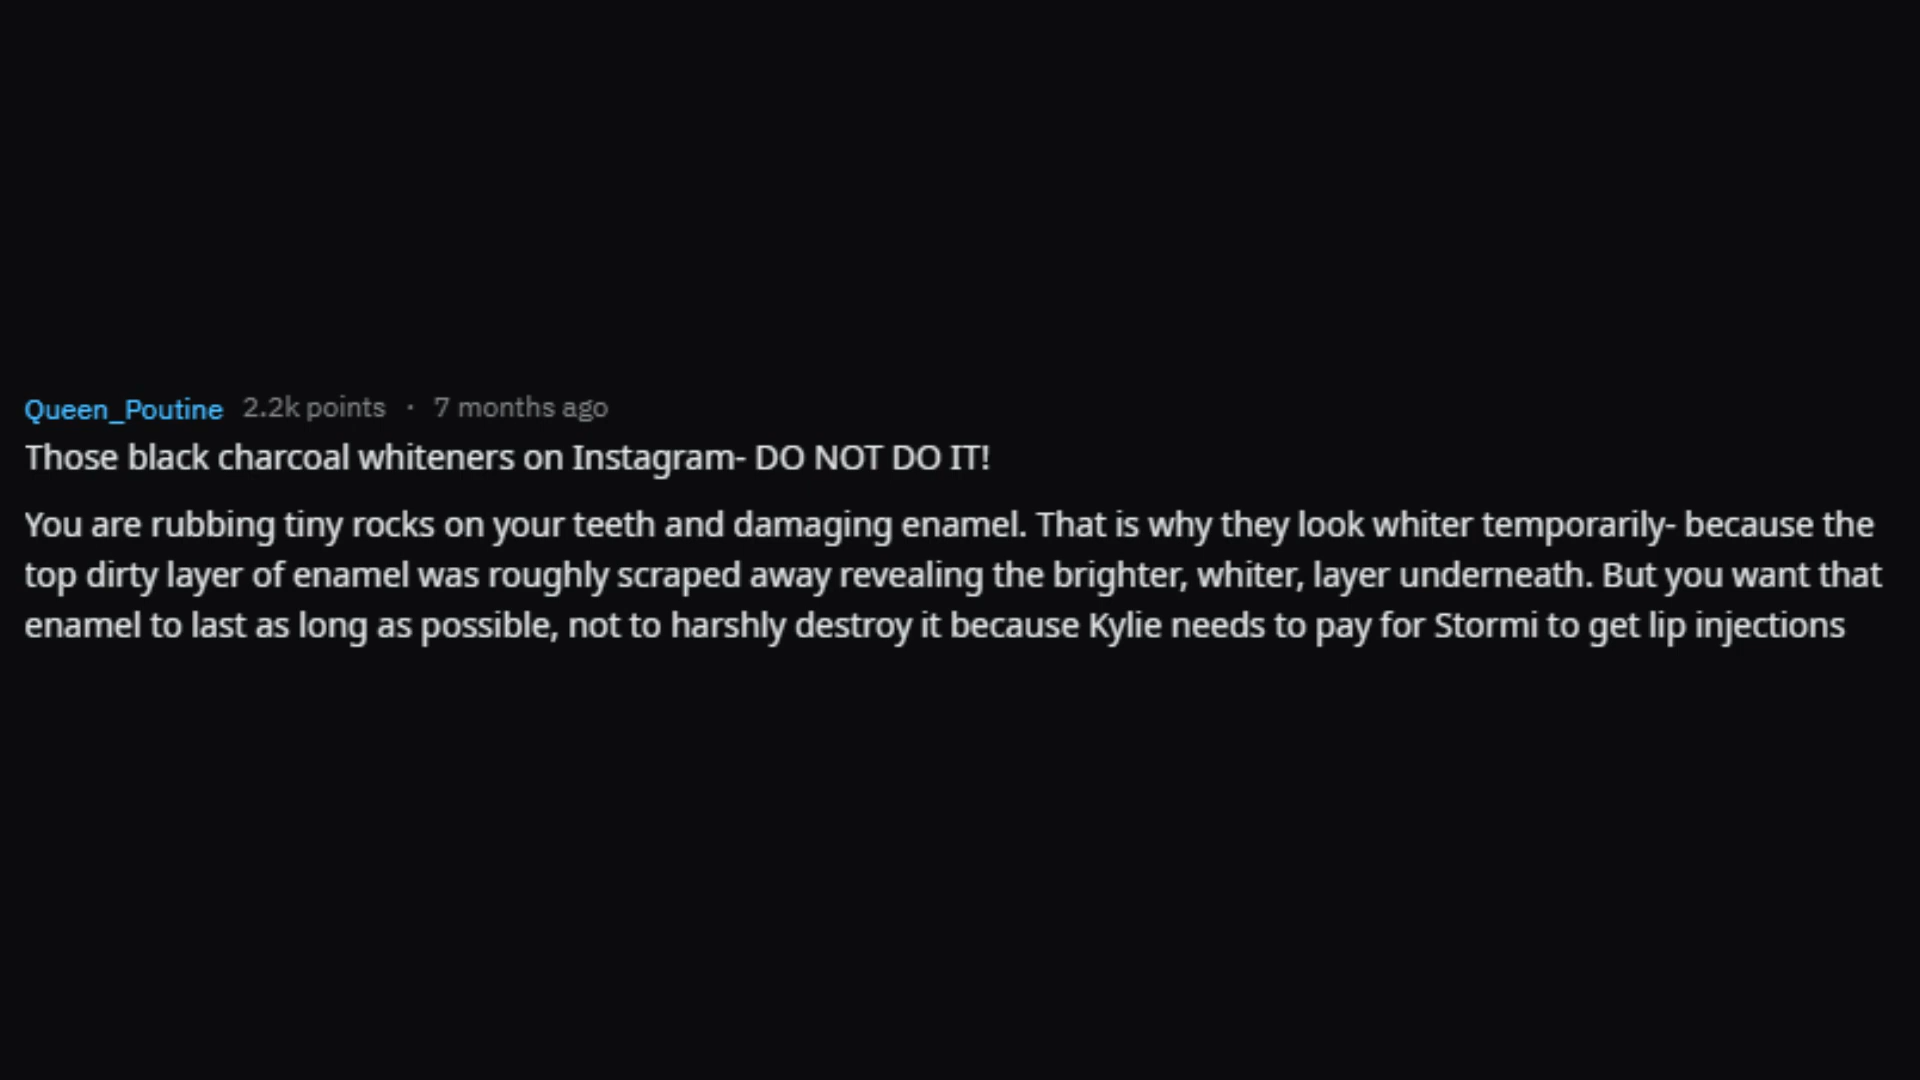 Queen_Poutine 2.2k points · 7 months ago
Those black charcoal whiteners on Instagram- DO NOT DO IT!
You are rubbing tiny rocks on your teeth and damaging enamel. That is why they look whiter temporarily- because the
top dirty layer of enamel was roughly scraped away revealing the brighter, whiter, layer underneath. But you want that
enamel to last as long as possible, not to harshly destroy it because Kylie needs to pay for Stormi to get lip injections